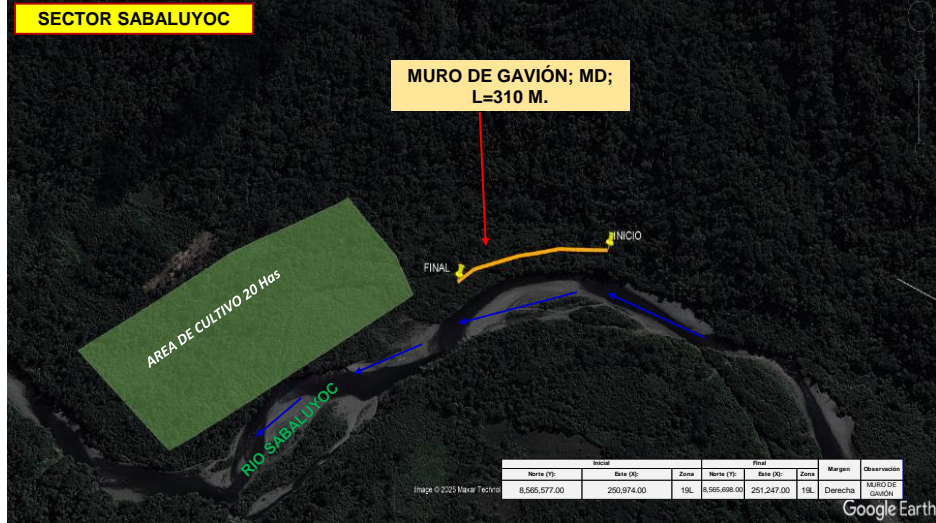 SECTOR SABALUYOC
MURO DE GAVIÓN; MD;
L=310 M.
INICIO
FINAL
AREA DE CULTIVO 20 Has
RIO SABALUYOC
Inicial Final Margen Observación
Norte (Y): Este (X): Zona Norte (Y): Este (X): Zona
8,565,577.00 250,974.00 19L 8,565,698.00 251,247.00 19L Derecha MURO DE GAVIÓN
Image © 2025 Maxar Technol
Google Earth